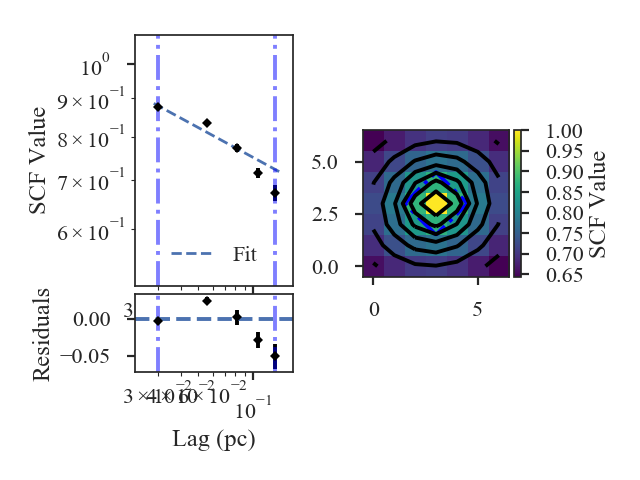 10⁰
9 × 10⁻¹
8 × 10⁻¹
7 × 10⁻¹
6 × 10⁻¹
SCF Value
Fit
3
0.00
−0.05
Residuals
10⁻¹
Lag (pc)
5.0
2.5
0.0
0
5
1.00
0.95
0.90
0.85
0.80
0.75
0.70
0.65
SCF Value